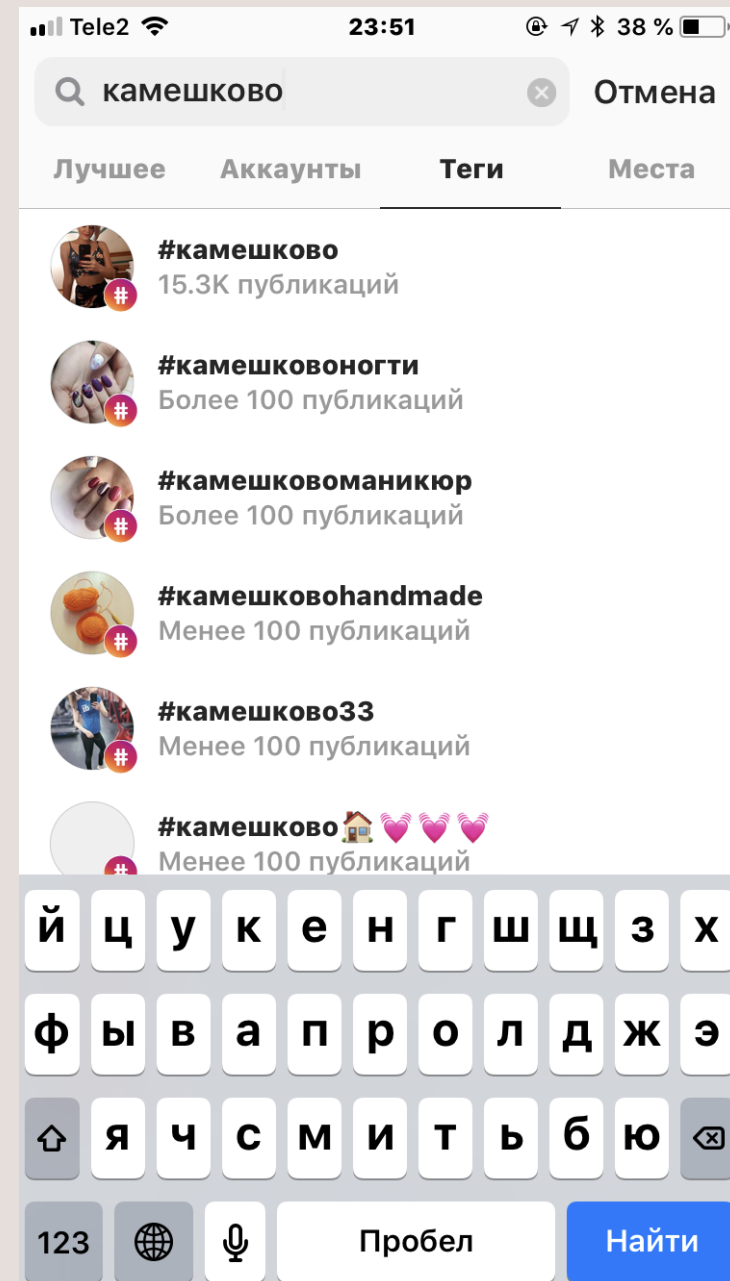 Tele2 23:51 38 %
камешково Отмена
Лучшее Аккаунты Теги Места
#камешково
15.3K публикаций
#камешковоногти
Более 100 публикаций
#камешковоманикюр
Более 100 публикаций
#камешковоhandmade
Менее 100 публикаций
#камешково33
Менее 100 публикаций
#камешково🏠💓💓💓
Менее 100 публикаций
й ц у к е н г ш щ з х
ф ы в а п р о л д ж э
я ч с м и т ь б ю
123 Пробел Найти